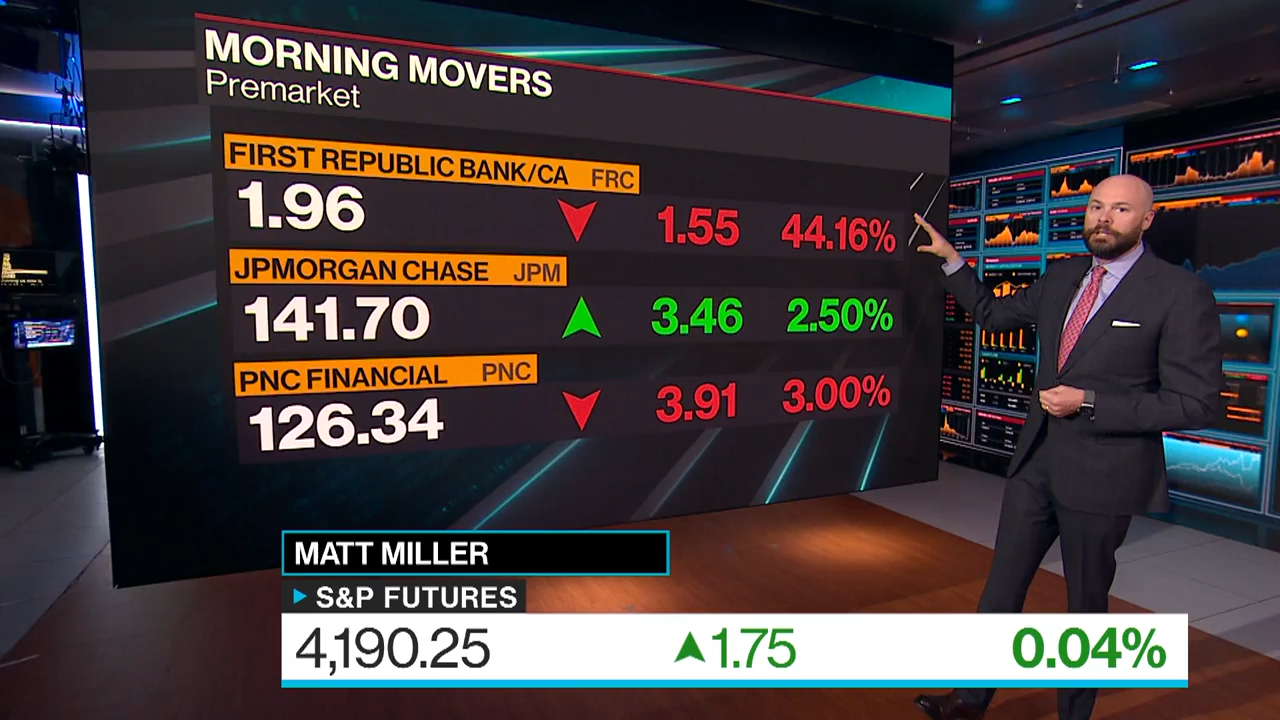 MORNING MOVERS
Premarket
FIRST REPUBLIC BANK/CA FRC
1.96 1.55 44.16%
JPMORGAN CHASE JPM
141.70 3.46 2.50%
PNC FINANCIAL PNC
126.34 3.91 3.00%
MATT MILLER
S&P FUTURES
4,190.25 1.75 0.04%